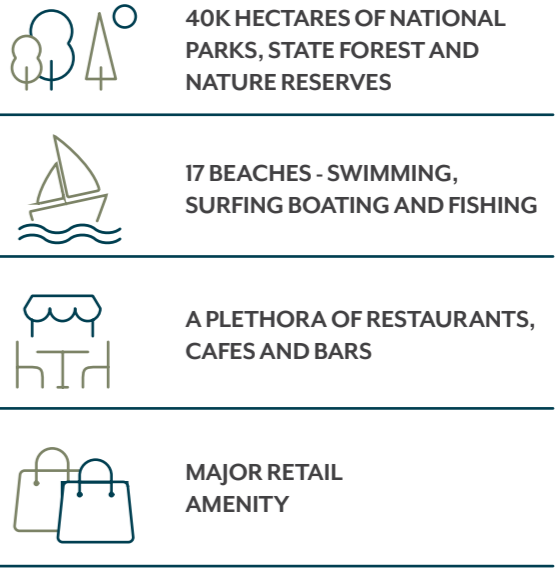 40K HECTARES OF NATIONAL
PARKS, STATE FOREST AND
NATURE RESERVES
17 BEACHES - SWIMMING,
SURFING BOATING AND FISHING
A PLETHORA OF RESTAURANTS,
CAFES AND BARS
MAJOR RETAIL
AMENITY